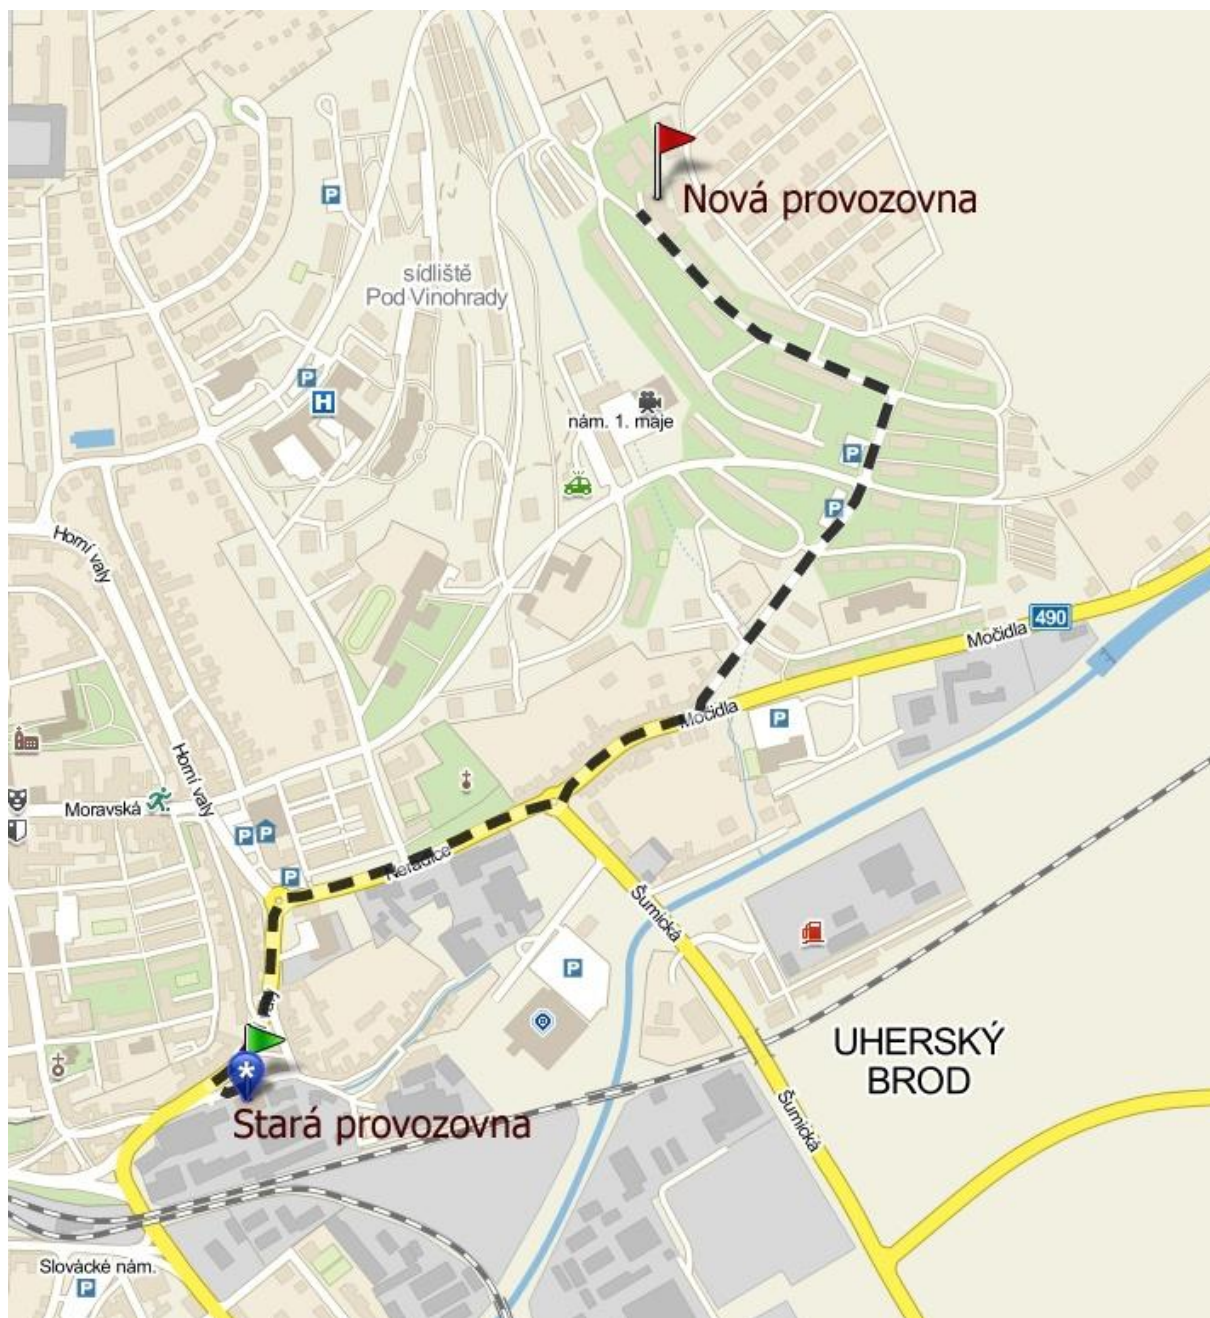 Nová provozovna
sídliště
Pod Vinohrady
P
P
H
nám. 1. máje
P
P
Horní valy
490
Močidla
Močidla
P
Horní valy
Moravská
P
P
P
Neradice
Šumická
P
UHERSKÝ
BROD
*
Stará provozovna
Šumická
Slovácké nám.
P